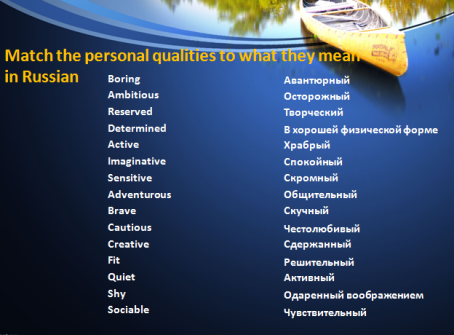 Match the personal qualities to what they mean
in Russian
Boring
Ambitious
Reserved
Determined
Active
Imaginative
Sensitive
Adventurous
Brave
Cautious
Creative
Fit
Quiet
Shy
Sociable
Авантюрный
Осторожный
Творческий
В хорошей физической форме
Храбрый
Спокойный
Скромный
Общительный
Скучный
Честолюбивый
Сдержанный
Решительный
Активный
Одаренный воображением
Чувствительный